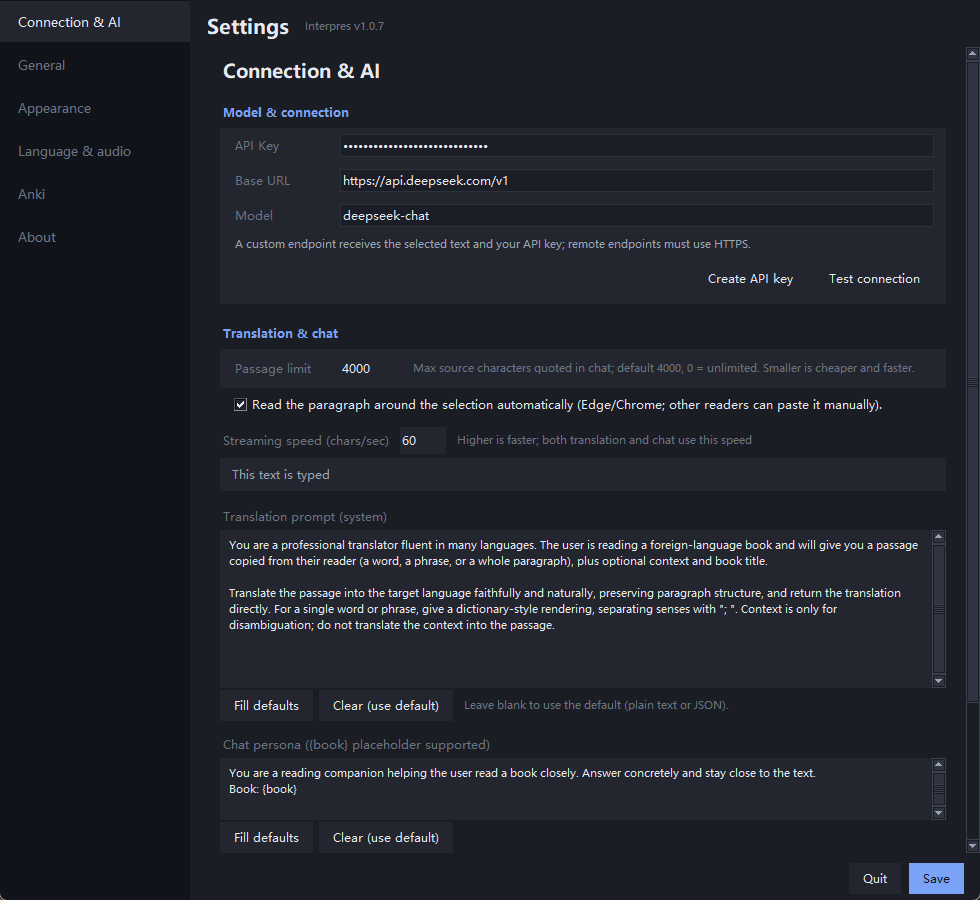 Connection & AI
General
Appearance
Language & audio
Anki
About
Settings Interpres v1.0.7
Connection & AI
Model & connection
API Key ••••••••••••••••••••••••••••
Base URL https://api.deepseek.com/v1
Model deepseek-chat
A custom endpoint receives the selected text and your API key; remote endpoints must use HTTPS.
Create API key Test connection
Translation & chat
Passage limit 4000 Max source characters quoted in chat; default 4000, 0 = unlimited. Smaller is cheaper and faster.
Read the paragraph around the selection automatically (Edge/Chrome; other readers can paste it manually).
Streaming speed (chars/sec) 60 Higher is faster; both translation and chat use this speed
This text is typed
Translation prompt (system)
You are a professional translator fluent in many languages. The user is reading a foreign-language book and will give you a passage
copied from their reader (a word, a phrase, or a whole paragraph), plus optional context and book title.
Translate the passage into the target language faithfully and naturally, preserving paragraph structure, and return the translation
directly. For a single word or phrase, give a dictionary-style rendering, separating senses with "; ". Context is only for
disambiguation; do not translate the context into the passage.
Fill defaults Clear (use default) Leave blank to use the default (plain text or JSON).
Chat persona ({book} placeholder supported)
You are a reading companion helping the user read a book closely. Answer concretely and stay close to the text.
Book: {book}
Fill defaults Clear (use default)
Quit Save